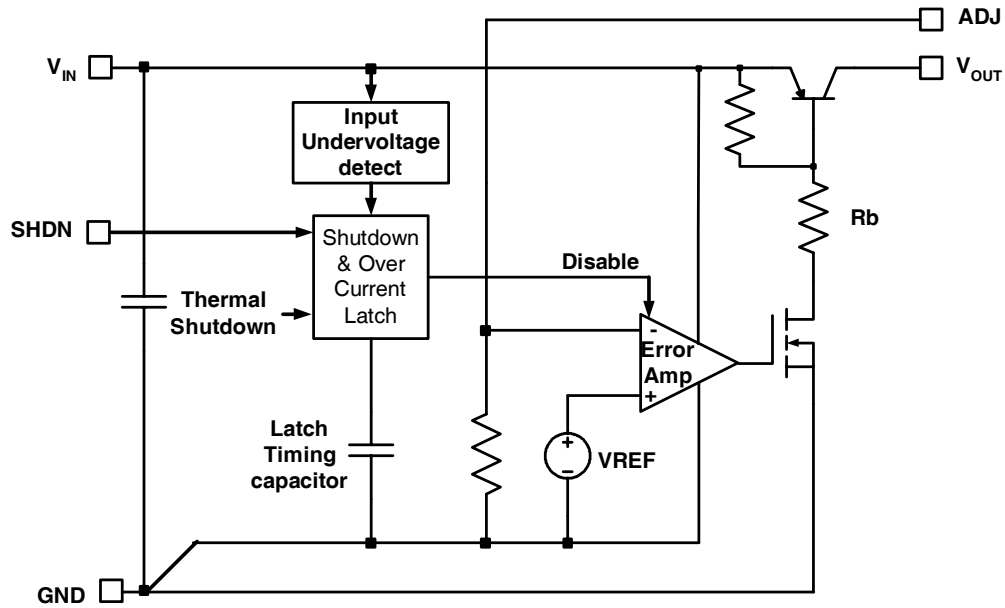 ADJ
V_IN
V_OUT
Input
Undervoltage
detect
SHDN
Shutdown
& Over
Current
Latch
Disable
Rb
Thermal
Shutdown
-
Error
Amp
+
Latch
Timing
capacitor
+
-
VREF
GND